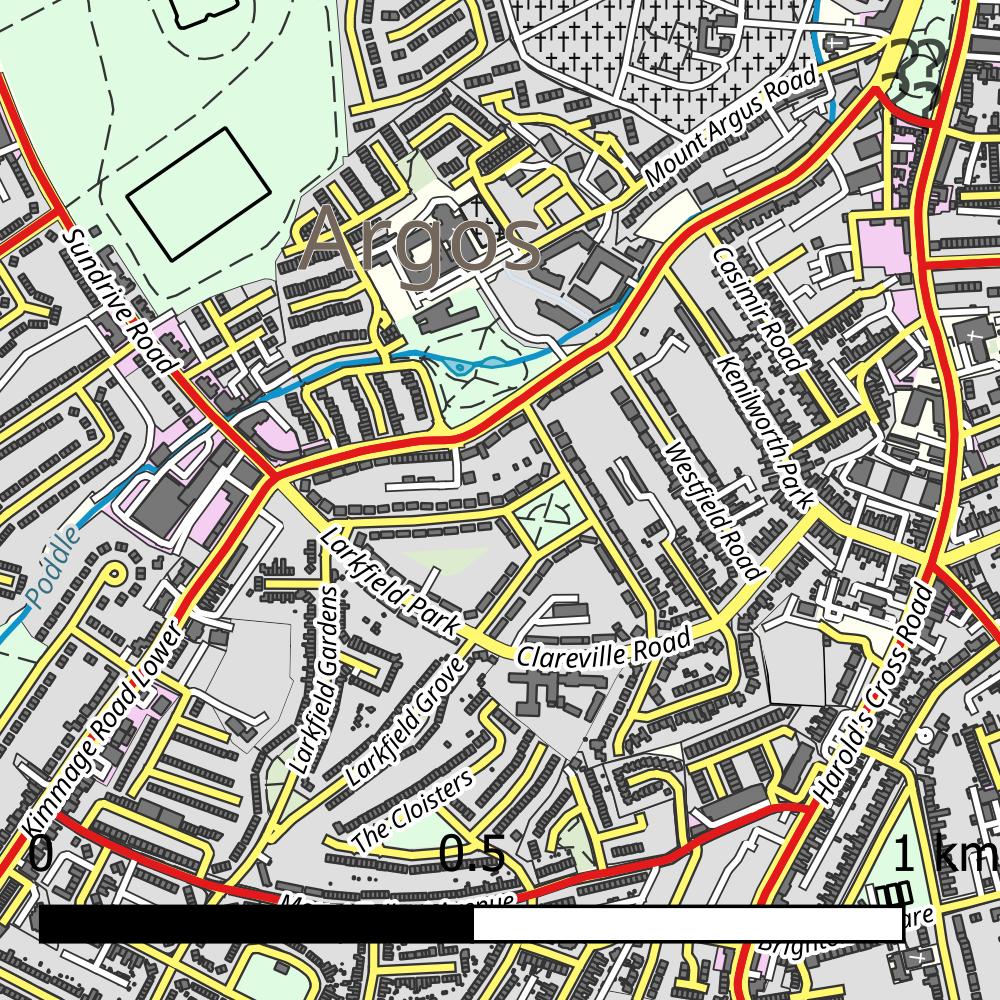 33
Mount Argus Road
Argos
Sundrive Road
Casimir Road
Kenilworth Park
Westfield Road
Poddle
Larkfield Park
Larkfield Gardens
Clareville Road
Larkfield Grove
Harold's Cross Road
Kimmage Road Lower
The Cloisters
0
0.5
1 km